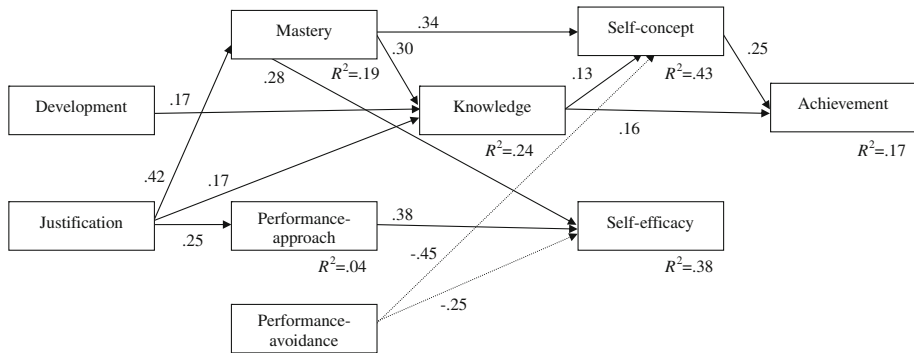 Mastery
.34
Self-concept
.30
.25
R²=.19
.28
.13
R²=.43
Development
.17
Knowledge
Achievement
.16
R²=.24
R²=.17
.42
.17
Justification
.25
Performance-
approach
.38
Self-efficacy
-.45
R²=.04
R²=.38
-.25
Performance-
avoidance